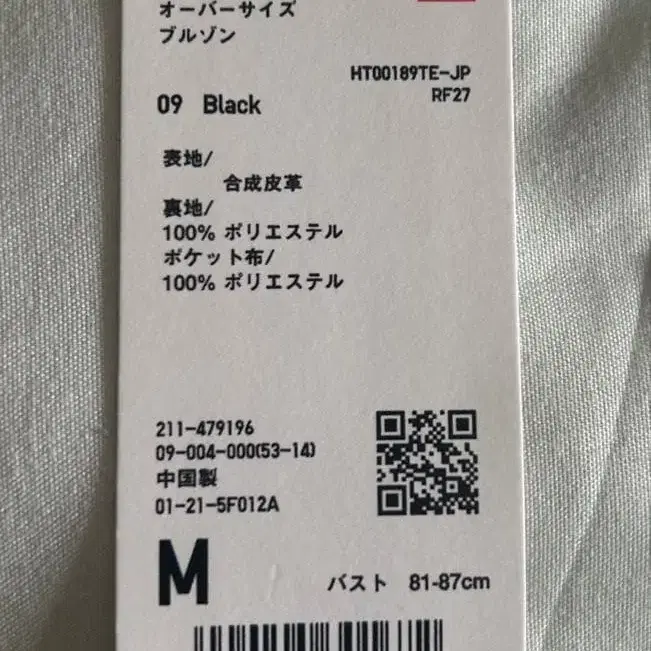 オーバーサイズ
ブルゾン
HT00189TE-JP
RF27
09 Black
表地/
合成皮革
裏地/
100% ポリエステル
ポケット布/
100% ポリエステル
211-479196
09-004-000(53-14)
中国製
01-21-5F012A
M
バスト 81-87cm